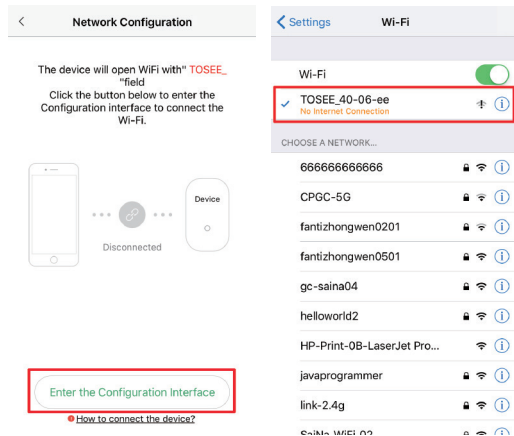 Network Configuration
The device will open WiFi with" TOSEE_
"field
Click the button below to enter the
Configuration interface to connect the
Wi-Fi.
Device
Disconnected
Enter the Configuration Interface
How to connect the device?
Settings
Wi-Fi
Wi-Fi
TOSEE_40-06-ee
No Internet Connection
CHOOSE A NETWORK...
666666666666
CPGC-5G
fantizhongwen0201
fantizhongwen0501
gc-saina04
helloworld2
HP-Print-0B-LaserJet Pro...
javaprogrammer
link-2.4g
SaiNa-WiFi-02